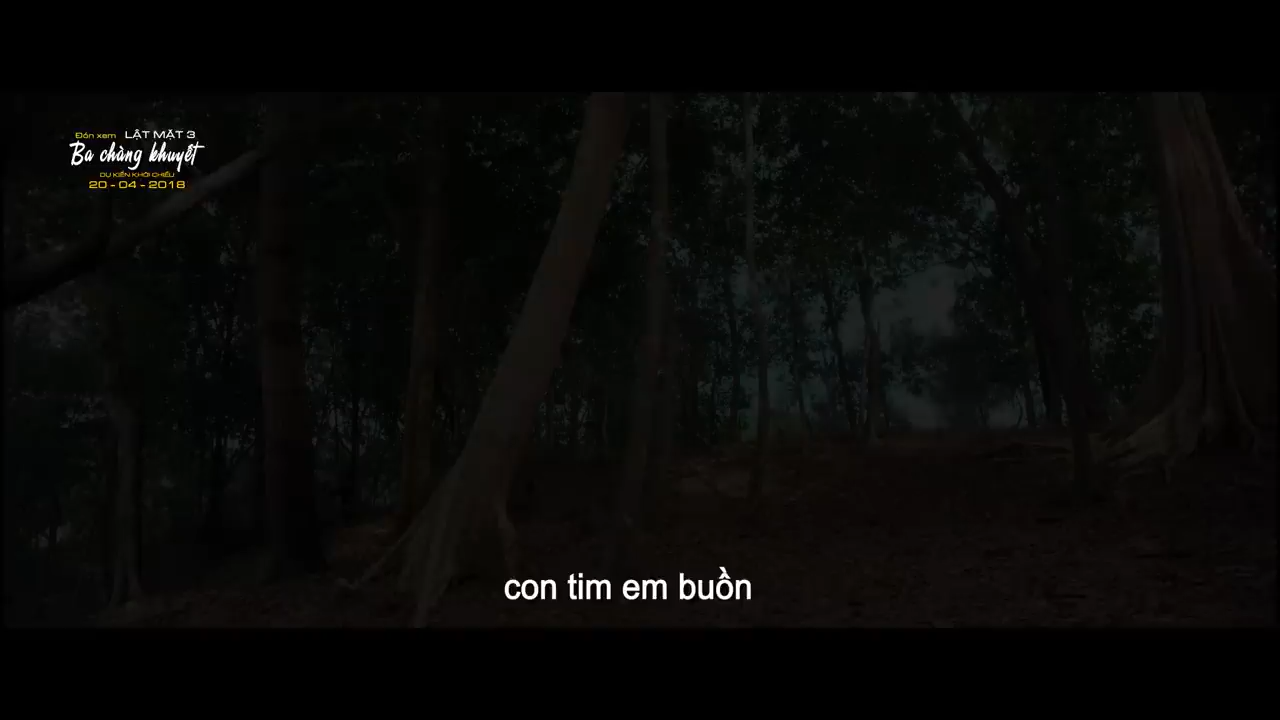 Đón xem LẬT MẶT 3
Ba chàng khuyết
DỰ KIẾN KHỞI CHIẾU
20 - 04 - 2018
con tim em buồn